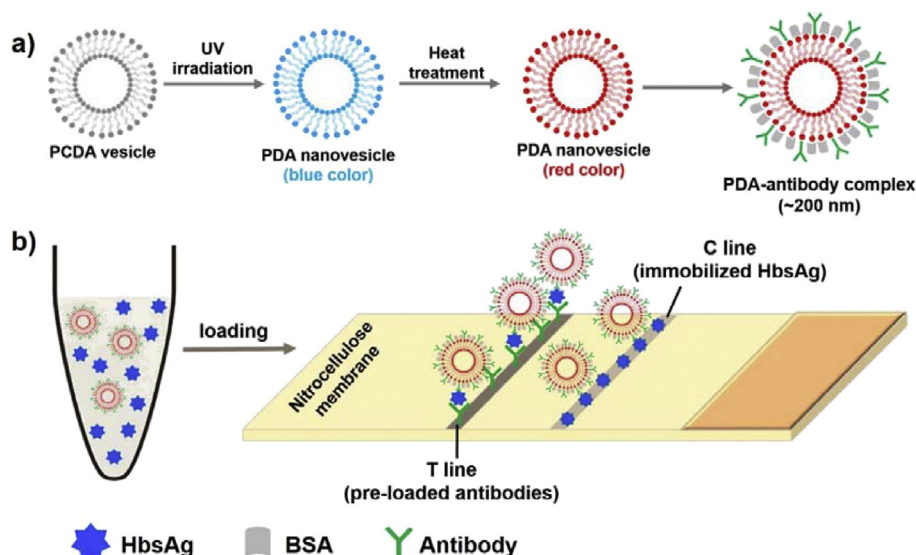 a)
UV
irradiation
Heat
treatment
PCDA vesicle
PDA nanovesicle
(blue color)
PDA nanovesicle
(red color)
PDA-antibody complex
(~200 nm)
b)
loading
Nitrocellulose
membrane
C line
(immobilized HbsAg)
T line
(pre-loaded antibodies)
HbsAg
BSA
Antibody